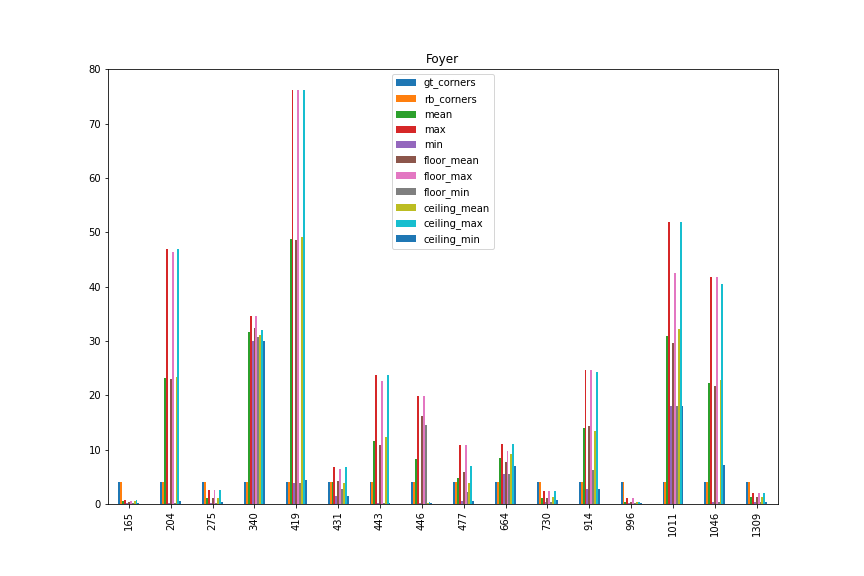 Foyer
80
70
60
50
40
30
20
10
0
gt_corners
rb_corners
mean
max
min
floor_mean
floor_max
floor_min
ceiling_mean
ceiling_max
ceiling_min
165 204 275 340 419 431 443 446 477 664 730 914 996 1011 1046 1309